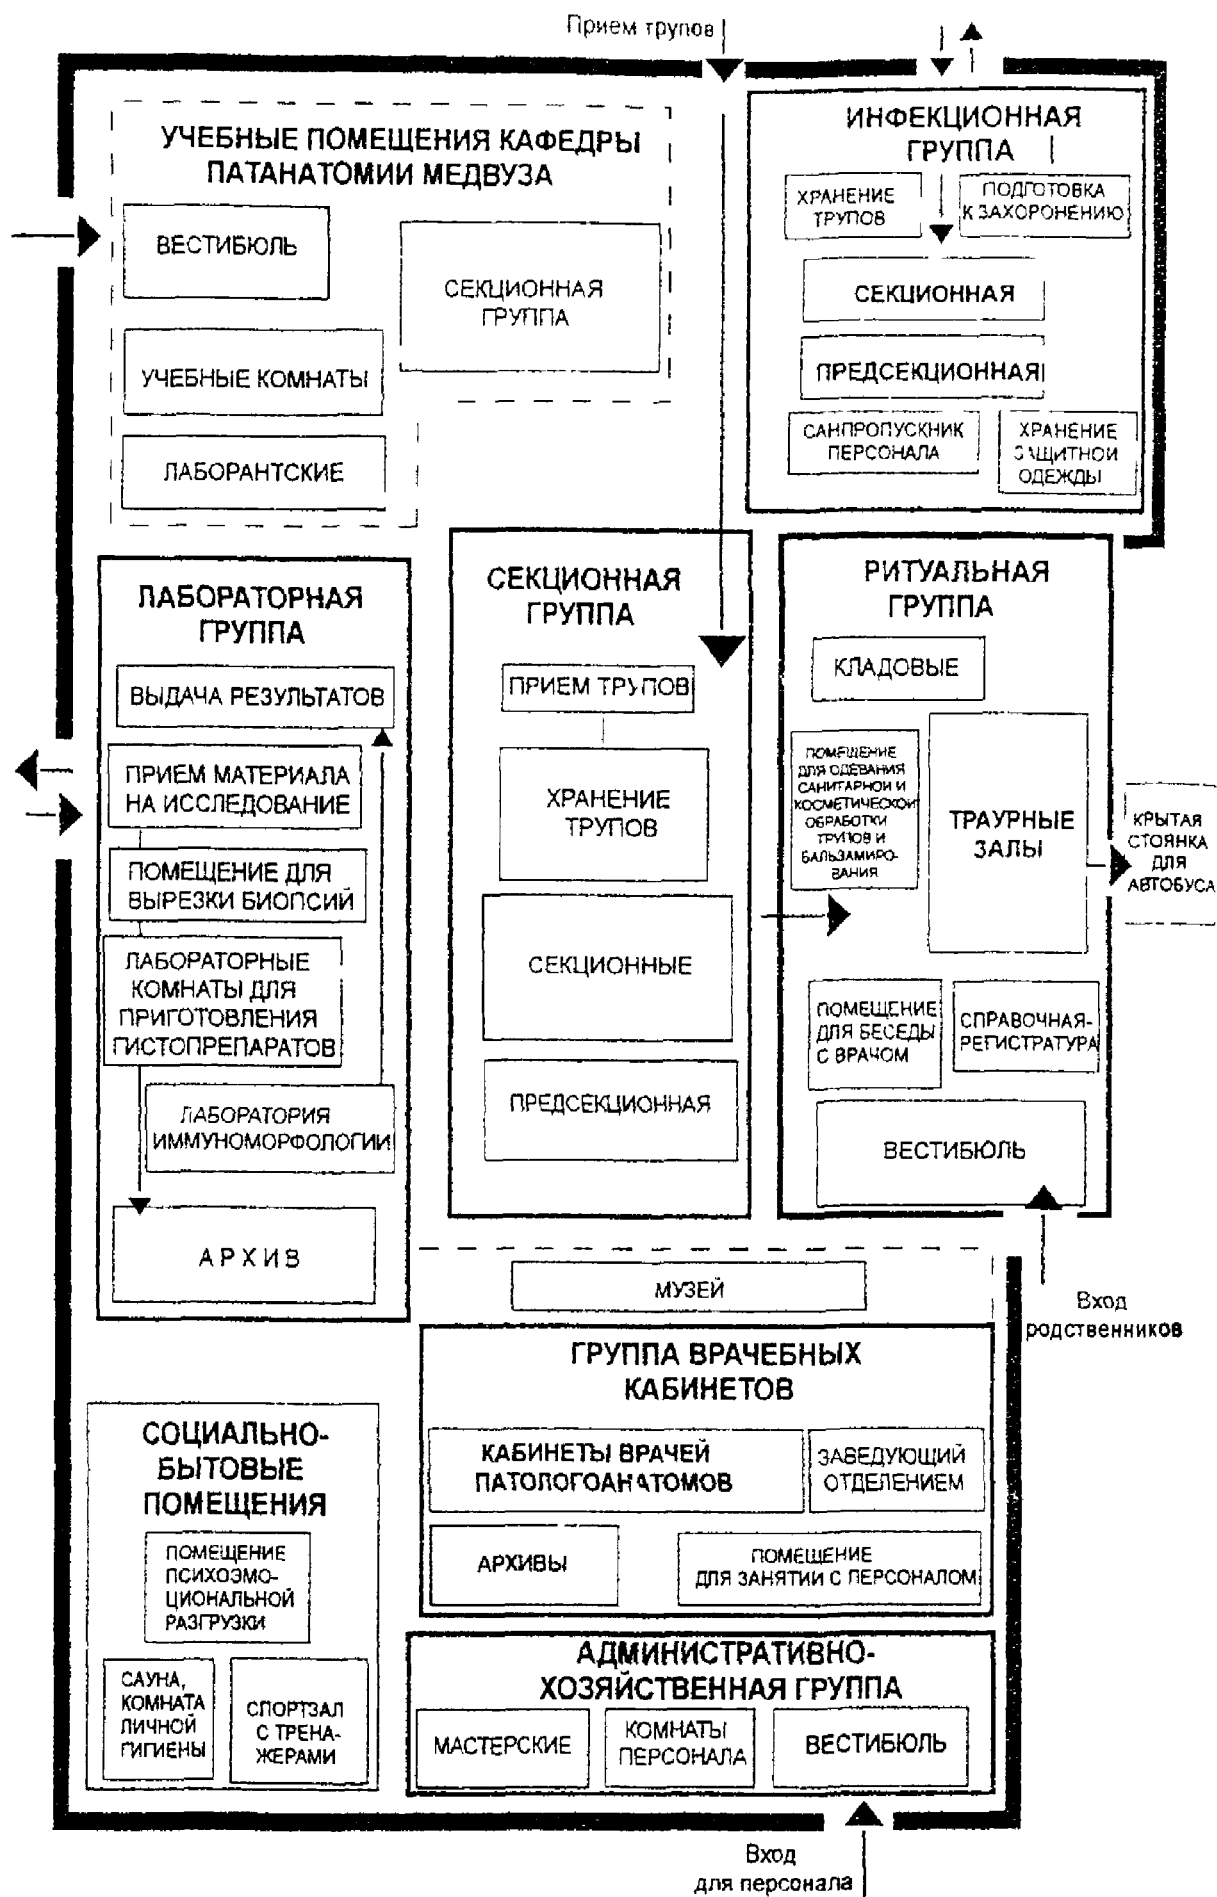 Прием трупов
УЧЕБНЫЕ ПОМЕЩЕНИЯ КАФЕДРЫ
ПАТАНАТОМИИ МЕДВУЗА
ВЕСТИБЮЛЬ
СЕКЦИОННАЯ
ГРУППА
УЧЕБНЫЕ КОМНАТЫ
ЛАБОРАНТСКИЕ
ИНФЕКЦИОННАЯ
ГРУППА
ХРАНЕНИЕ
ТРУПОВ
ПОДГОТОВКА
К ЗАХОРОНЕНИЮ
СЕКЦИОННАЯ
ПРЕДСЕКЦИОННАЯ
САНПРОПУСКНИК
ПЕРСОНАЛА
ХРАНЕНИЕ
ЗАЩИТНОЙ
ОДЕЖДЫ
ЛАБОРАТОРНАЯ
ГРУППА
ВЫДАЧА РЕЗУЛЬТАТОВ
ПРИЕМ МАТЕРИАЛА
НА ИССЛЕДОВАНИЕ
ПОМЕЩЕНИЕ ДЛЯ
ВЫРЕЗКИ БИОПСИЙ
ЛАБОРАТОРНЫЕ
КОМНАТЫ ДЛЯ
ПРИГОТОВЛЕНИЯ
ГИСТОПРЕПАРАТОВ
ЛАБОРАТОРИЯ
ИММУНОМОРФОЛОГИИ
АРХИВ
СЕКЦИОННАЯ
ГРУППА
ПРИЕМ ТРУПОВ
ХРАНЕНИЕ
ТРУПОВ
СЕКЦИОННЫЕ
ПРЕДСЕКЦИОННАЯ
РИТУАЛЬНАЯ
ГРУППА
КЛАДОВЫЕ
ПОМЕЩЕНИЕ
ДЛЯ ОДЕВАНИЯ
САНИТАРНОЙ И
КОСМЕТИЧЕСКОЙ
ОБРАБОТКИ
ТРУПОВ И
БАЛЬЗАМИРО-
ВАНИЯ
ТРАУРНЫЕ
ЗАЛЫ
КРЫТАЯ
СТОЯНКА
ДЛЯ
АВТОБУСА
ПОМЕЩЕНИЕ
ДЛЯ БЕСЕДЫ
С ВРАЧОМ
СПРАВОЧНАЯ-
РЕГИСТРАТУРА
ВЕСТИБЮЛЬ
Вход
родственников
МУЗЕЙ
ГРУППА ВРАЧЕБНЫХ
КАБИНЕТОВ
КАБИНЕТЫ ВРАЧЕЙ
ПАТОЛОГОАНАТОМОВ
ЗАВЕДУЮЩИЙ
ОТДЕЛЕНИЕМ
АРХИВЫ
ПОМЕЩЕНИЕ
ДЛЯ ЗАНЯТИИ С ПЕРСОНАЛОМ
СОЦИАЛЬНО-
БЫТОВЫЕ
ПОМЕЩЕНИЯ
ПОМЕЩЕНИЕ
ПСИХОЭМО-
ЦИОНАЛЬНОЙ
РАЗГРУЗКИ
САУНА,
КОМНАТА
ЛИЧНОЙ
ГИГИЕНЫ
СПОРТЗАЛ
С ТРЕНА-
ЖЕРАМИ
АДМИНИСТРАТИВНО-
ХОЗЯЙСТВЕННАЯ ГРУППА
МАСТЕРСКИЕ
КОМНАТЫ
ПЕРСОНАЛА
ВЕСТИБЮЛЬ
Вход
для персонала